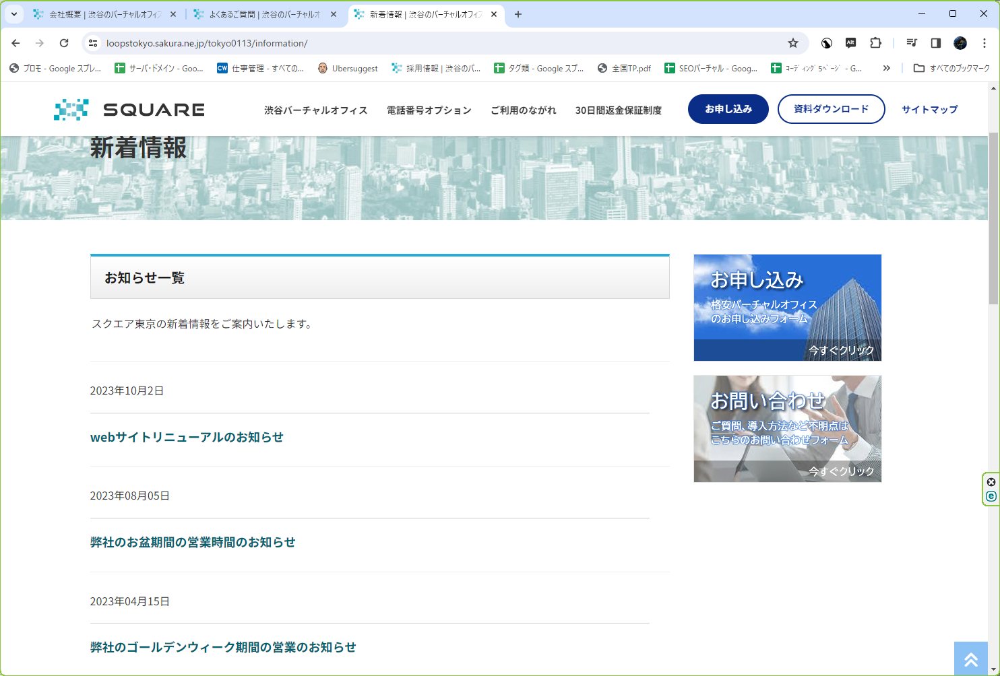 会社概要 | 渋谷のバーチャルオフィス
よくあるご質問 | 渋谷のバーチャルオ
新着情報 | 渋谷のバーチャルオフィス
loopstokyo.sakura.ne.jp/tokyo0113/information/
プロモ - Google スプレ...
サーバ・ドメイン - Goo...
CW
仕事管理 - すべての...
Ubersuggest
採用情報 | 渋谷のバ...
タグ類 - Google スプ...
全国TP.pdf
SEOバーチャル - Goog...
コーディング 5ページ - G...
すべてのブックマーク
SQUARE
渋谷バーチャルオフィス
電話番号オプション
ご利用のながれ
30日間返金保証制度
お申し込み
資料ダウンロード
サイトマップ
新着情報
お知らせ一覧
スクエア東京の新着情報をご案内いたします。
2023年10月2日
webサイトリニューアルのお知らせ
2023年08月05日
弊社のお盆期間の営業時間のお知らせ
2023年04月15日
弊社のゴールデンウィーク期間の営業のお知らせ
お申し込み
格安バーチャルオフィス
のお申し込みフォーム
今すぐクリック
お問い合わせ
ご質問、導入方法など不明点は
こちらのお問い合わせフォーム
今すぐクリック